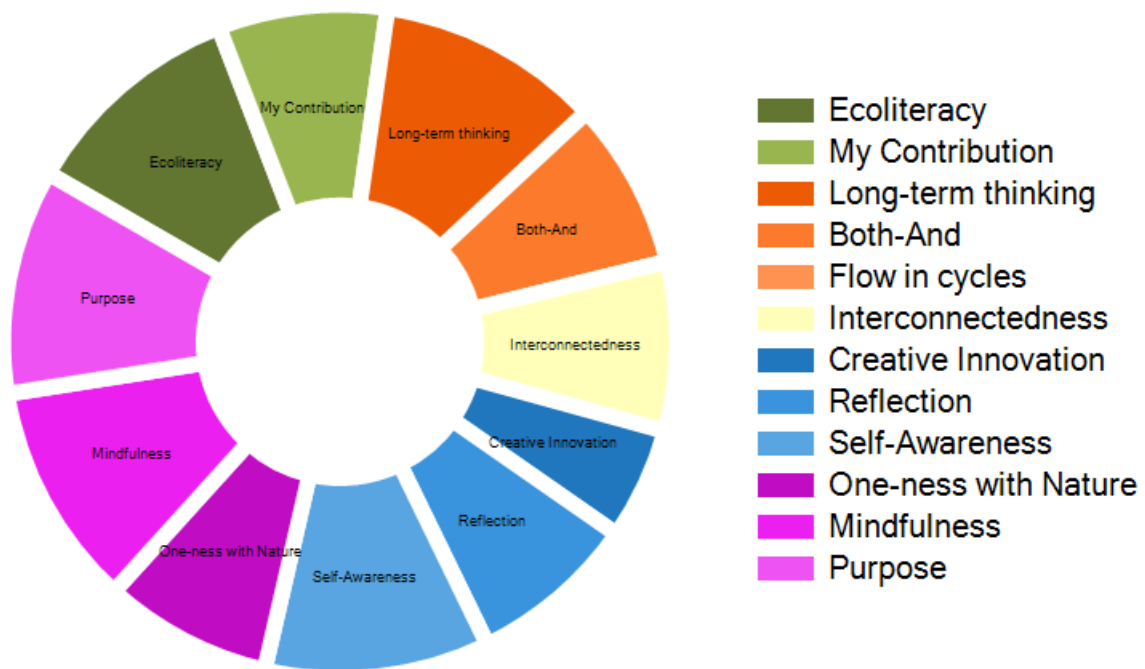 My Contribution
Long-term thinking
Ecoliteracy
Both-And
Purpose
Interconnectedness
Mindfulness
Creative Innovation
Reflection
One-ness with Nature
Self-Awareness
Ecoliteracy
My Contribution
Long-term thinking
Both-And
Flow in cycles
Interconnectedness
Creative Innovation
Reflection
Self-Awareness
One-ness with Nature
Mindfulness
Purpose